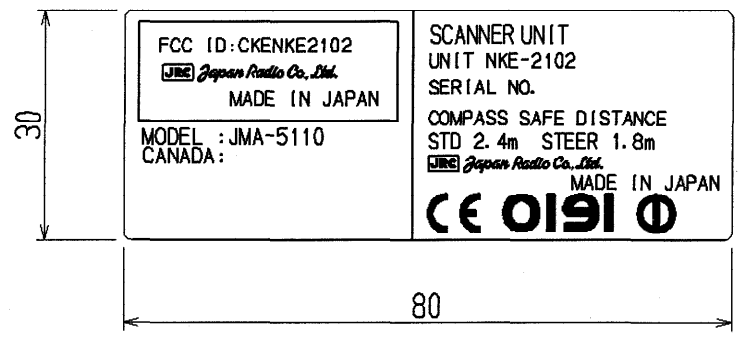 FCC ID:CKENKE2102
JRC Japan Radio Co., Ltd.
MADE IN JAPAN
MODEL :JMA-5110
CANADA:
SCANNER UNIT
UNIT NKE-2102
SERIAL NO.
COMPASS SAFE DISTANCE
STD 2.4m STEER 1.8m
JRC Japan Radio Co., Ltd.
MADE IN JAPAN
CE 0191
30
80